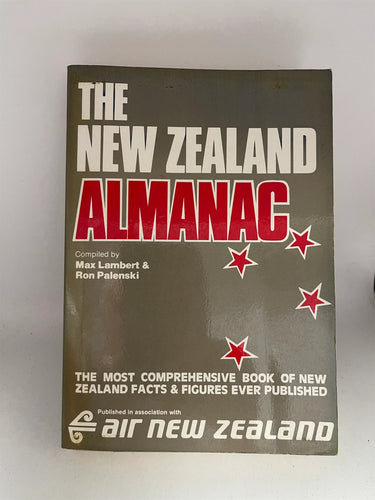 THE
NEW ZEALAND
ALMANAC
Compiled by
Max Lambert &
Ron Palenski
THE MOST COMPREHENSIVE BOOK OF NEW
ZEALAND FACTS & FIGURES EVER PUBLISHED
Published in association with
air new zealand